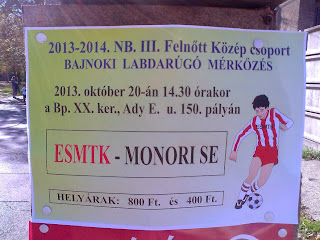 2013-2014. NB. III. Felnőtt Közép csoport
BAJNOKI LABDARÚGÓ MÉRKŐZÉS
2013. október 20-án 14.30 órakor
a Bp. XX. ker., Ady E. u. 150. pályán
ESMTK - MONORI SE
HELYÁRAK: 800 Ft. és 400 Ft.